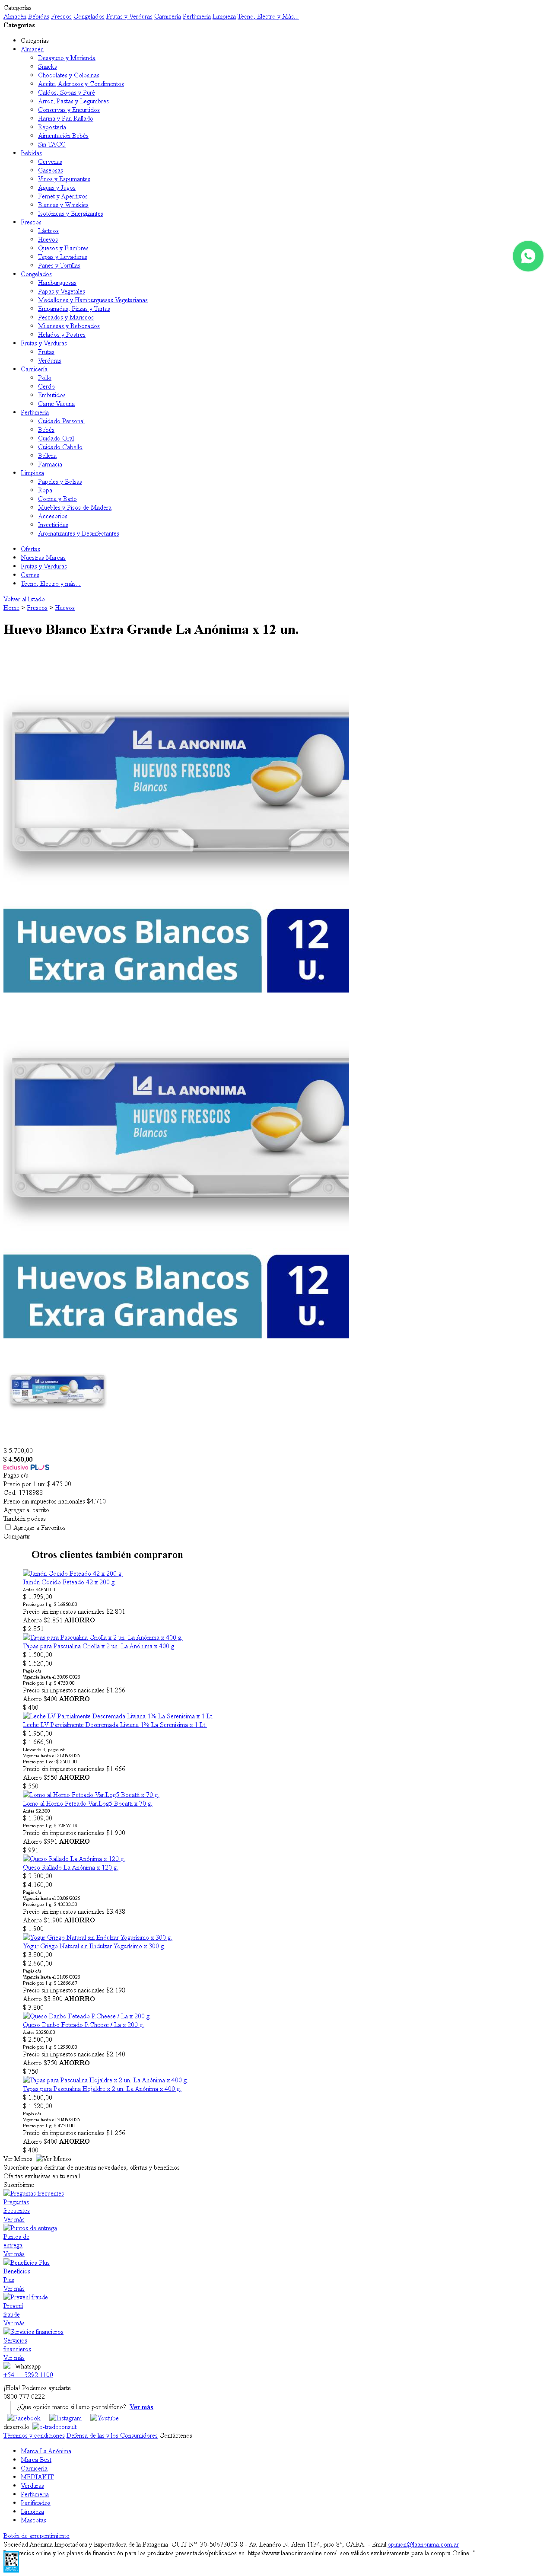 Categorías
Almacén Bebidas Frescos Congelados Frutas y Verduras Carnicería Perfumería Limpieza Tecno, Electro y Más...
Categorías
Categorías
Almacén
Desayuno y Merienda
Snacks
Chocolates y Golosinas
Aceite, Aderezos y Condimentos
Caldos, Sopas y Puré
Arroz, Pastas y Legumbres
Conservas y Encurtidos
Harina y Pan Rallado
Repostería
Aimentación Bebés
Sin TACC
Bebidas
Cervezas
Gaseosas
Vinos y Espumantes
Aguas y Jugos
Fernet y Aperitivos
Blancas y Whiskies
Isotónicas y Energizantes
Frescos
Lácteos
Huevos
Quesos y Fiambres
Tapas y Levaduras
Panes y Tortillas
Congelados
Hamburguesas
Papas y Vegetales
Medallones y Hamburguesas Vegetarianas
Empanadas, Pizzas y Tartas
Pescados y Mariscos
Milanesas y Rebozados
Helados y Postres
Frutas y Verduras
Frutas
Verduras
Carnicería
Pollo
Cerdo
Embutidos
Carne Vacuna
Perfumería
Cuidado Personal
Bebés
Cuidado Oral
Cuidado Cabello
Belleza
Farmacia
Limpieza
Papeles y Bolsas
Ropa
Cocina y Baño
Muebles y Pisos de Madera
Accesorios
Insecticidas
Aromatizantes y Desinfectantes
Ofertas
Nuestras Marcas
Frutas y Verduras
Carnes
Tecno, Electro y más...
Volver al listado
Home > Frescos > Huevos
Huevo Blanco Extra Grande La Anónima x 12 un.
LA ANONIMA
HUEVOS FRESCOS
Blancos
Huevos Blancos
Extra Grandes
12
u.
LA ANONIMA
HUEVOS FRESCOS
Blancos
Huevos Blancos
Extra Grandes
12
u.
$ 5.700,00
$ 4.560,00
Exclusivo PLUS
Pagás c/u
Precio por 1 un: $ 475.00
Cod. 1718988
Precio sin impuestos nacionales $4.710
Agregar al carrito
También podess
Agregar a Favoritos
Compartir
Otros clientes también compraron
Jamón Cocido Feteado 42 x 200 g.
Jamón Cocido Feteado 42 x 200 g.
Antes $4650.00
$ 1.799,00
Precio por 1 g: $ 16950.00
Precio sin impuestos nacionales $2.801
Ahorro $2.851 AHORRO
$ 2.851
Tapas para Pascualina Criolla x 2 un. La Anónima x 400 g.
Tapas para Pascualina Criolla x 2 un. La Anónima x 400 g.
$ 1.500,00
$ 1.520,00
Pagás c/u
Vigencia hasta el 30/09/2025
Precio por 1 g: $ 4750.00
Precio sin impuestos nacionales $1.256
Ahorro $400 AHORRO
$ 400
Leche LV Parcialmente Descremada Liviana 1% La Serenisima x 1 Lt.
Leche LV Parcialmente Descremada Liviana 1% La Serenisima x 1 Lt.
$ 1.950,00
$ 1.666,50
Llevando 3, pagás c/u
Vigencia hasta el 21/09/2025
Precio por 1 cc: $ 2500.00
Precio sin impuestos nacionales $1.666
Ahorro $550 AHORRO
$ 550
Lomo al Horno Feteado Var.Log5 Bocatti x 70 g.
Lomo al Horno Feteado Var.Log5 Bocatti x 70 g.
Antes $2.300
$ 1.309,00
Precio por 1 g: $ 32857.14
Precio sin impuestos nacionales $1.900
Ahorro $991 AHORRO
$ 991
Queso Rallado La Anónima x 120 g.
Queso Rallado La Anónima x 120 g.
$ 3.300,00
$ 4.160,00
Pagás c/u
Vigencia hasta el 30/09/2025
Precio por 1 g: $ 43333.33
Precio sin impuestos nacionales $3.438
Ahorro $1.900 AHORRO
$ 1.900
Yogur Griego Natural sin Endulzar Yogurísimo x 300 g.
Yogur Griego Natural sin Endulzar Yogurísimo x 300 g.
$ 3.800,00
$ 2.660,00
Pagás c/u
Vigencia hasta el 21/09/2025
Precio por 1 g: $ 12666.67
Precio sin impuestos nacionales $2.198
Ahorro $3.800 AHORRO
$ 3.800
Queso Danbo Feteado P.Cheese / La x 200 g.
Queso Danbo Feteado P.Cheese / La x 200 g.
Antes $3250.00
$ 2.500,00
Precio por 1 g: $ 12950.00
Precio sin impuestos nacionales $2.140
Ahorro $750 AHORRO
$ 750
Tapas para Pascualina Hojaldre x 2 un. La Anónima x 400 g.
Tapas para Pascualina Hojaldre x 2 un. La Anónima x 400 g.
$ 1.500,00
$ 1.520,00
Pagás c/u
Vigencia hasta el 30/09/2025
Precio por 1 g: $ 4750.00
Precio sin impuestos nacionales $1.256
Ahorro $400 AHORRO
$ 400
Ver Menos Ver Menos
Suscribite para disfrutar de nuestras novedades, ofertas y beneficios
Ofertas exclusivas en tu email
Suscribirme
Preguntas frecuentes
Preguntas
frecuentes
Ver más
Puntos de entrega
Puntos de
entrega
Ver más
Beneficios Plus
Beneficios
Plus
Ver más
Prevení fraude
Prevení
fraude
Ver más
Servicios financieros
Servicios
financieros
Ver más
Whatsapp
+54 11 3292 1100
¡Hola! Podemos ayudarte
0800 777 0222
¿Que opción marco si llamo por teléfono? Ver más
Facebook Instagram Youtube
desarrollo: e-tradeconsult
Términos y condiciones Defensa de las y los Consumidores Contáctenos
Marca La Anónima
Marca Best
Carnicería
MEDIAKIT
Verduras
Perfumeria
Panificados
Limpieza
Mascotas
Botón de arrepentimiento
Sociedad Anónima Importadora y Exportadora de la Patagonia CUIT Nº: 30-50673003-8 - Av. Leandro N. Alem 1134, piso 8º, CABA. - Email:opinion@laanonima.com.ar
online y los planes de financiación para los productos presentados/publicados en https://www.laanonimaonline.com/ son válidos exclusivamente para la compra Online. "